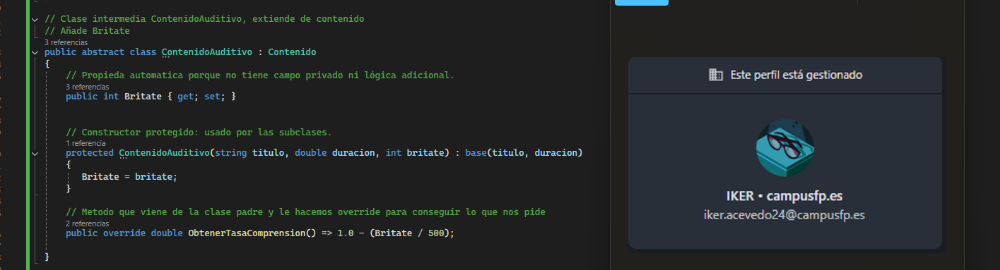 // Clase intermedia ContenidoAuditivo, extiende de contenido
// Añade Britate
3 referencias
public abstract class ContenidoAuditivo : Contenido
{
// Propieda automatica porque no tiene campo privado ni lógica adicional.
3 referencias
public int Britate { get; set; }
// Constructor protegido: usado por las subclases.
1 referencia
protected ContenidoAuditivo(string titulo, double duracion, int britate) : base(titulo, duracion)
{
Britate = britate;
}
// Metodo que viene de la clase padre y le hacemos override para conseguir lo que nos pide
2 referencias
public override double ObtenerTasaComprension() => 1.0 - (Britate / 500);
}
Este perfil está gestionado
IKER • campusfp.es
iker.acevedo24@campusfp.es